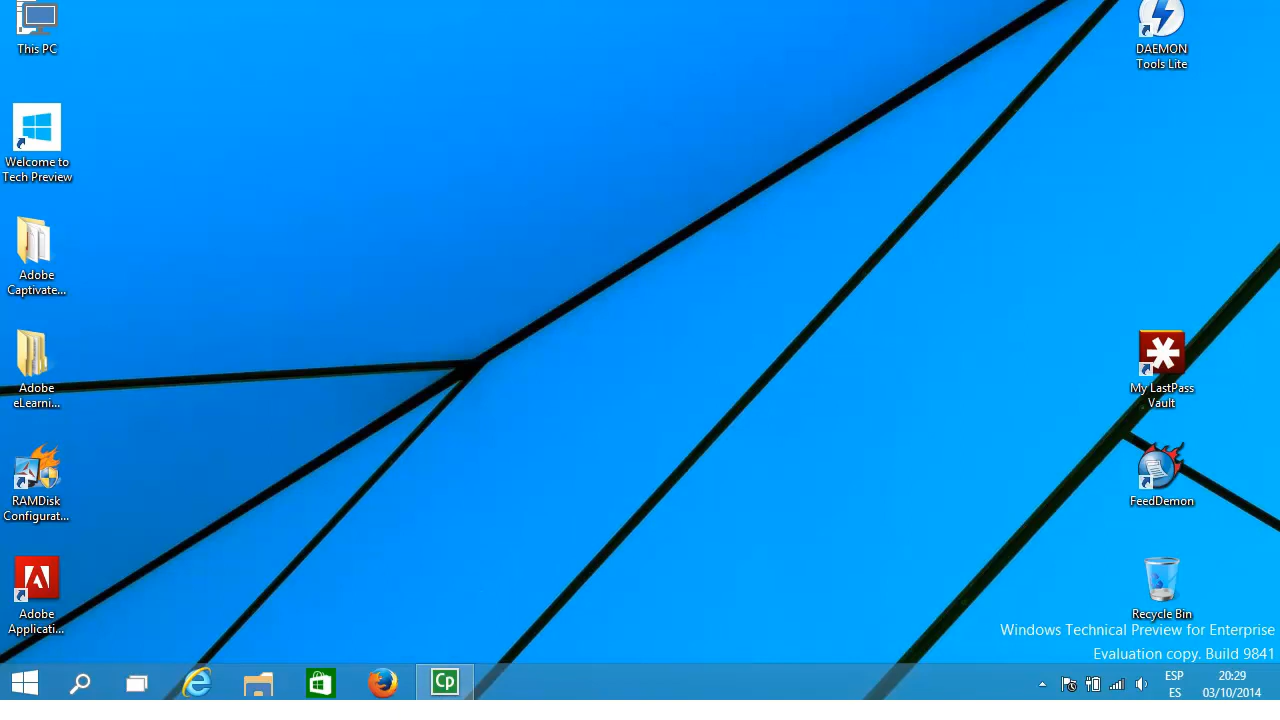 This PC
Welcome to
Tech Preview
Adobe
Captivate...
Adobe
eLearni...
RAMDisk
Configurat...
Adobe
Applicati...
DAEMON
Tools Lite
My LastPass
Vault
FeedDemon
Recycle Bin
Windows Technical Preview for Enterprise
Evaluation copy. Build 9841
Cp
ESP
ES
20:29
03/10/2014